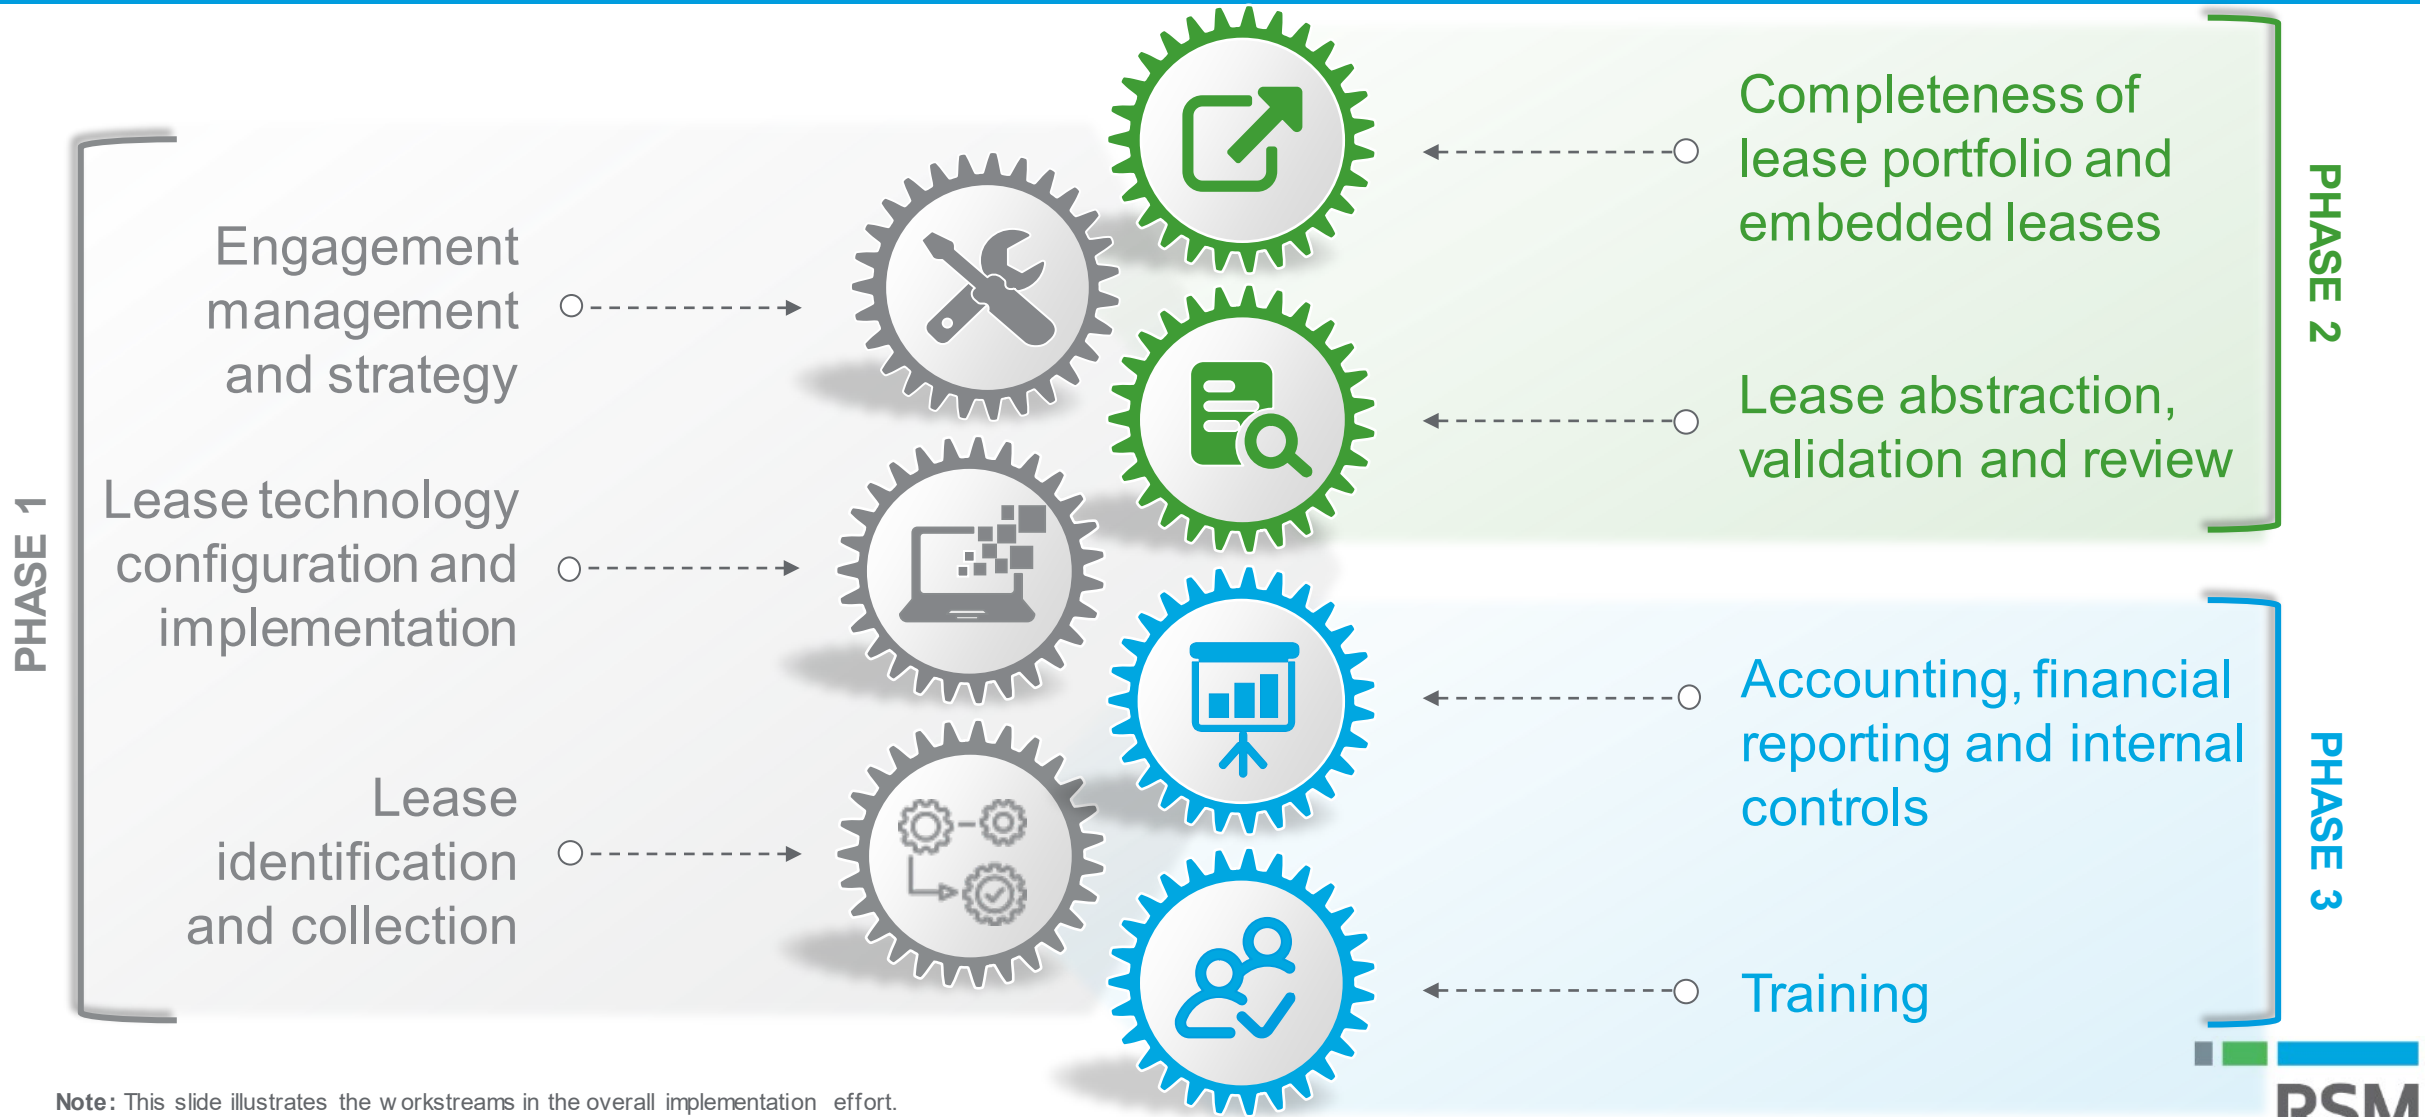 PHASE 1
Engagement
management
and strategy
Lease technology
configuration and
implementation
Lease
identification
and collection
Completeness of
lease portfolio and
embedded leases
Lease abstraction,
validation and review
PHASE 2
Accounting, financial
reporting and internal
controls
Training
PHASE 3
Note: This slide illustrates the workstreams in the overall implementation effort.
RSM